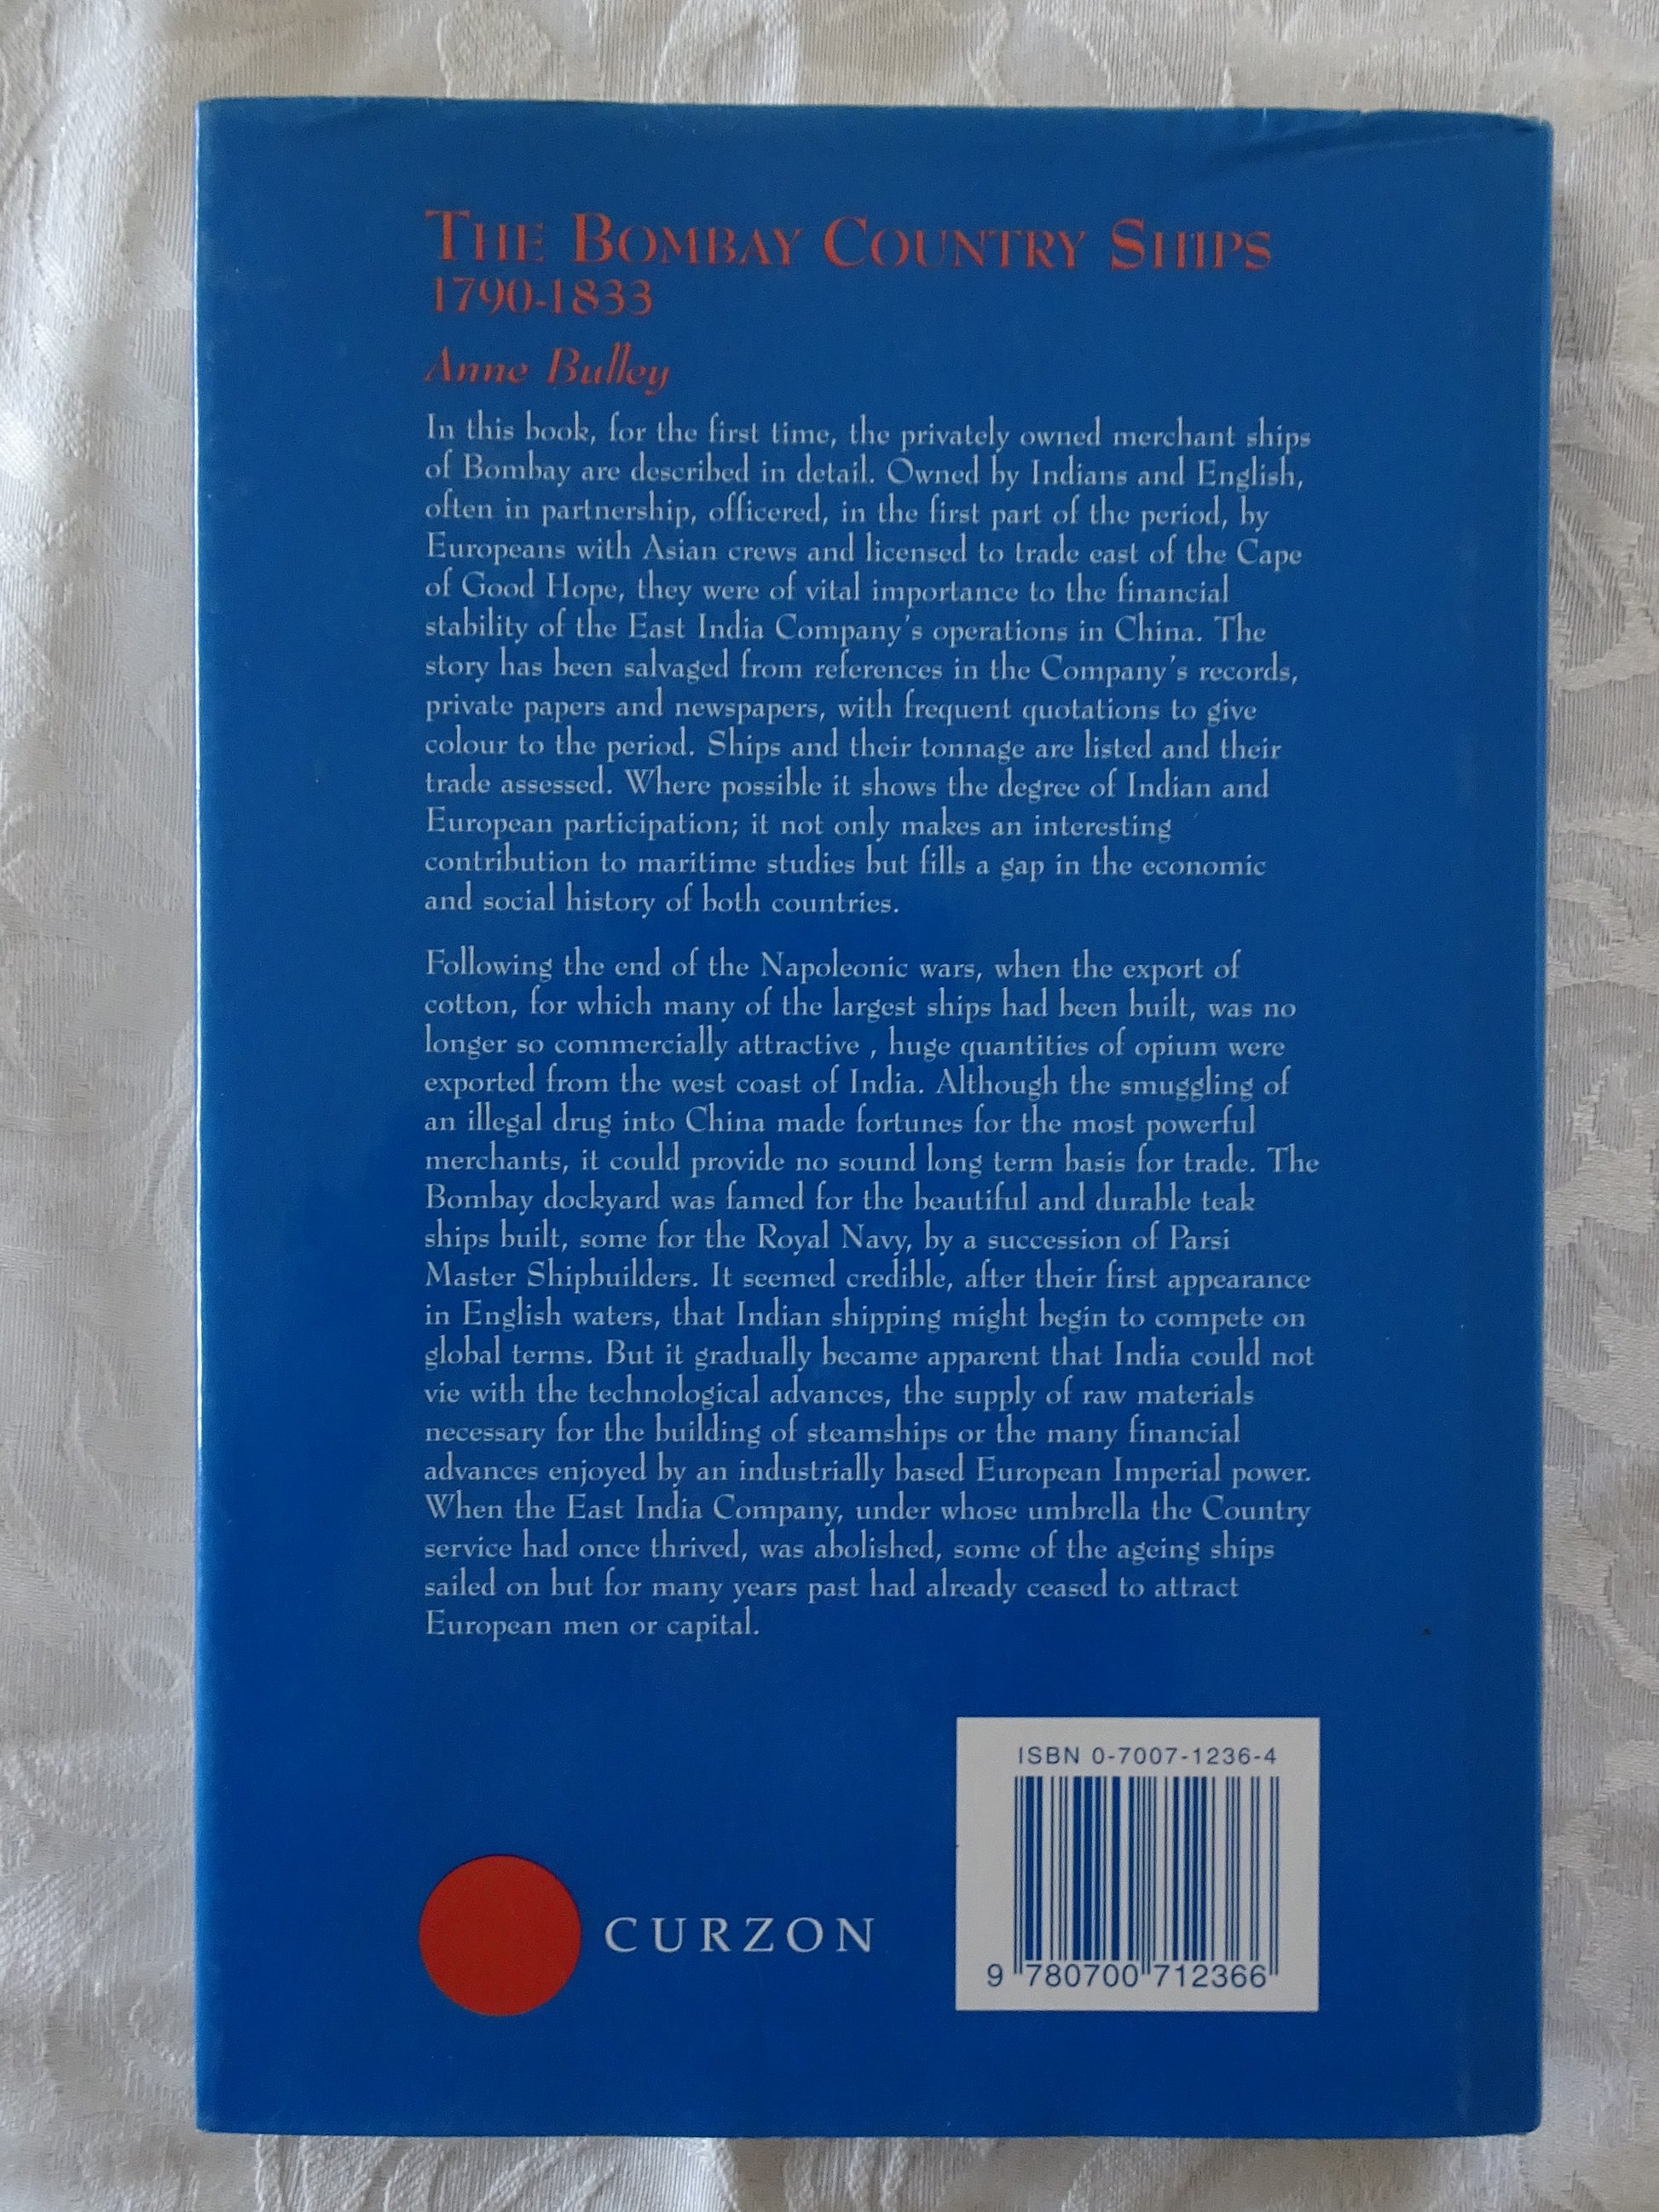 THE BOMBAY COUNTRY SHIPS
1790-1833
Anne Bulley
In this book, for the first time, the privately owned merchant ships
of Bombay are described in detail. Owned by Indians and English,
often in partnership, officered, in the first part of the period, by
Europeans with Asian crews and licensed to trade east of the Cape
of Good Hope, they were of vital importance to the financial
stability of the East India Company's operations in China. The
story has been salvaged from references in the Company's records,
private papers and newspapers, with frequent quotations to give
colour to the period. Ships and their tonnage are listed and their
trade assessed. Where possible it shows the degree of Indian and
European participation; it not only makes an interesting
contribution to maritime studies but fills a gap in the economic
and social history of both countries.
Following the end of the Napoleonic wars, when the export of
cotton, for which many of the largest ships had been built, was no
longer so commercially attractive , huge quantities of opium were
exported from the west coast of India. Although the smuggling of
an illegal drug into China made fortunes for the most powerful
merchants, it could provide no sound long term basis for trade. The
Bombay dockyard was famed for the beautiful and durable teak
ships built, some for the Royal Navy, by a succession of Parsi
Master Shipbuilders. It seemed credible, after their first appearance
in English waters, that Indian shipping might begin to compete on
global terms. But it gradually became apparent that India could not
vie with the technological advances, the supply of raw materials
necessary for the building of steamships or the many financial
advances enjoyed by an industrially based European Imperial power.
When the East India Company, under whose umbrella the Country
service had once thrived, was abolished, some of the ageing ships
sailed on but for many years past had already ceased to attract
European men or capital.
ISBN 0-7007-1236-4
CURZON
9 780700 712366